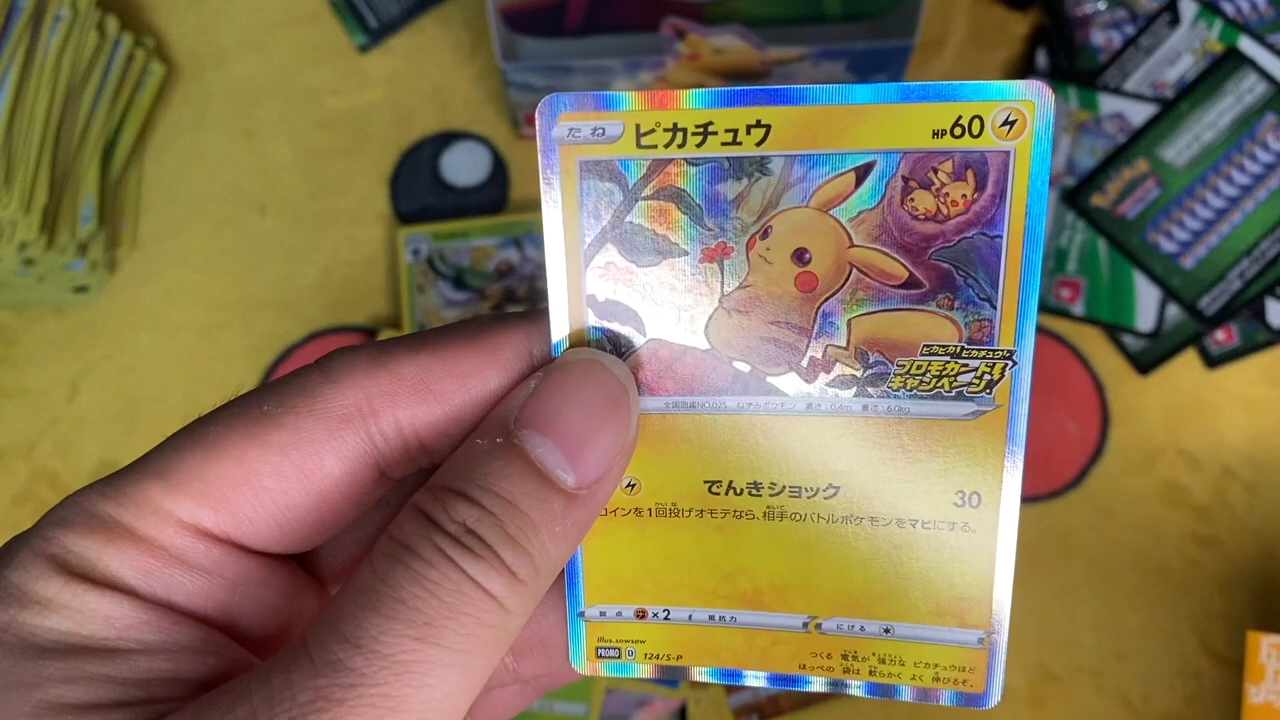 たね ピカチュウ HP60
ピカピカ!ピカチュウ!
プロモカード
キャンペーン!
全国図鑑NO.025 ねずみポケモン 高さ:0.4m 重さ:6.0kg
でんきショック 30
コインを1回投げオモテなら、相手のバトルポケモンをマヒにする。
弱点 ×2 抵抗力 にげる
illus.sowsow
PROMO D 124/S-P
つくる 電気が 強力な ピカチュウほど
ほっぺの 袋は 軟らかく よく 伸びるぞ。
Pokémon